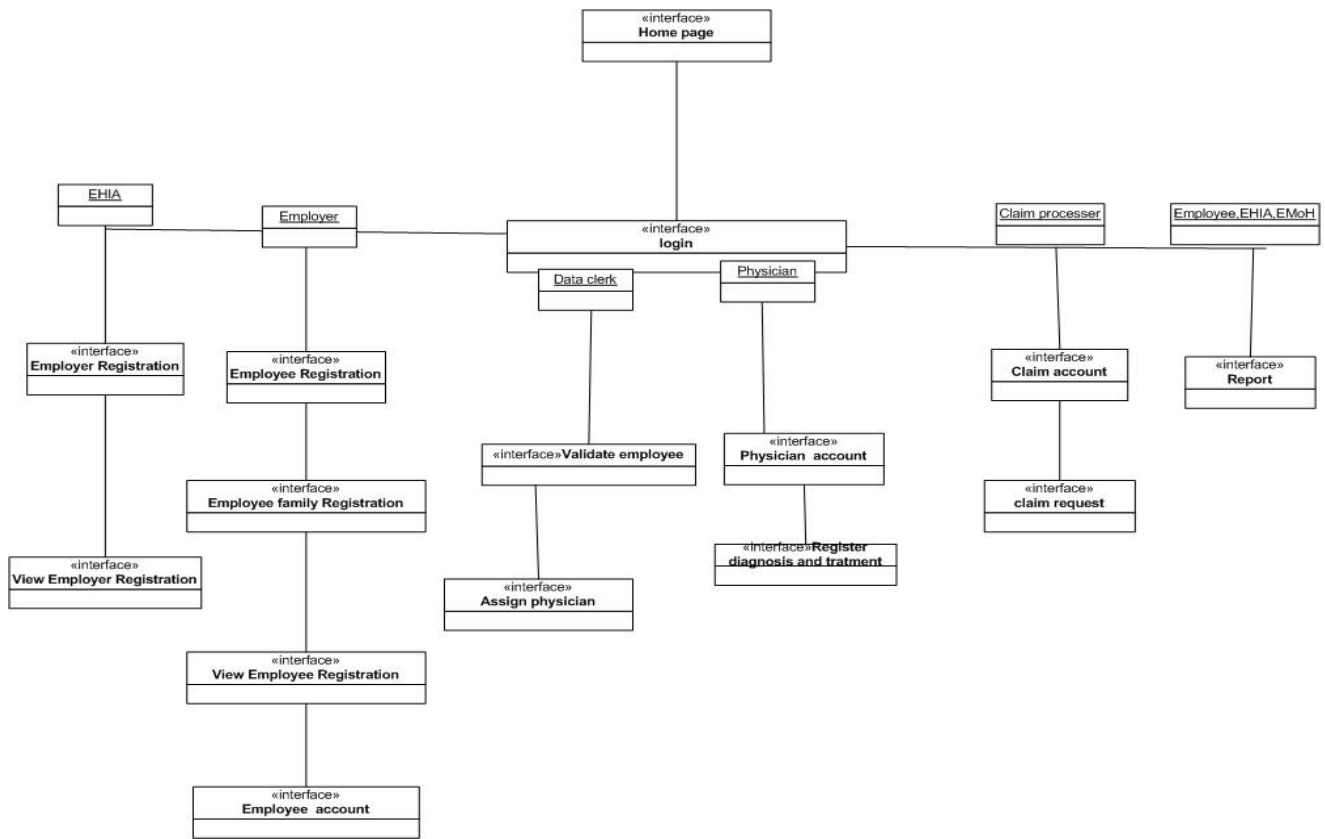 «interface»
Home page
EHIA
Employer
«interface»
login
Claim processer
Employee,EHIA,EMoH
Data clerk
Physician
«interface»
Employer Registration
«interface»
Employee Registration
«interface»
Claim account
«interface»
Report
«interface»Validate employee
«interface»
Physician account
«interface»
Employee family Registration
«interface»
claim request
«interface»
View Employer Registration
«interface»Register
diagnosis and tratment
«interface»
Assign physician
«interface»
View Employee Registration
«interface»
Employee account